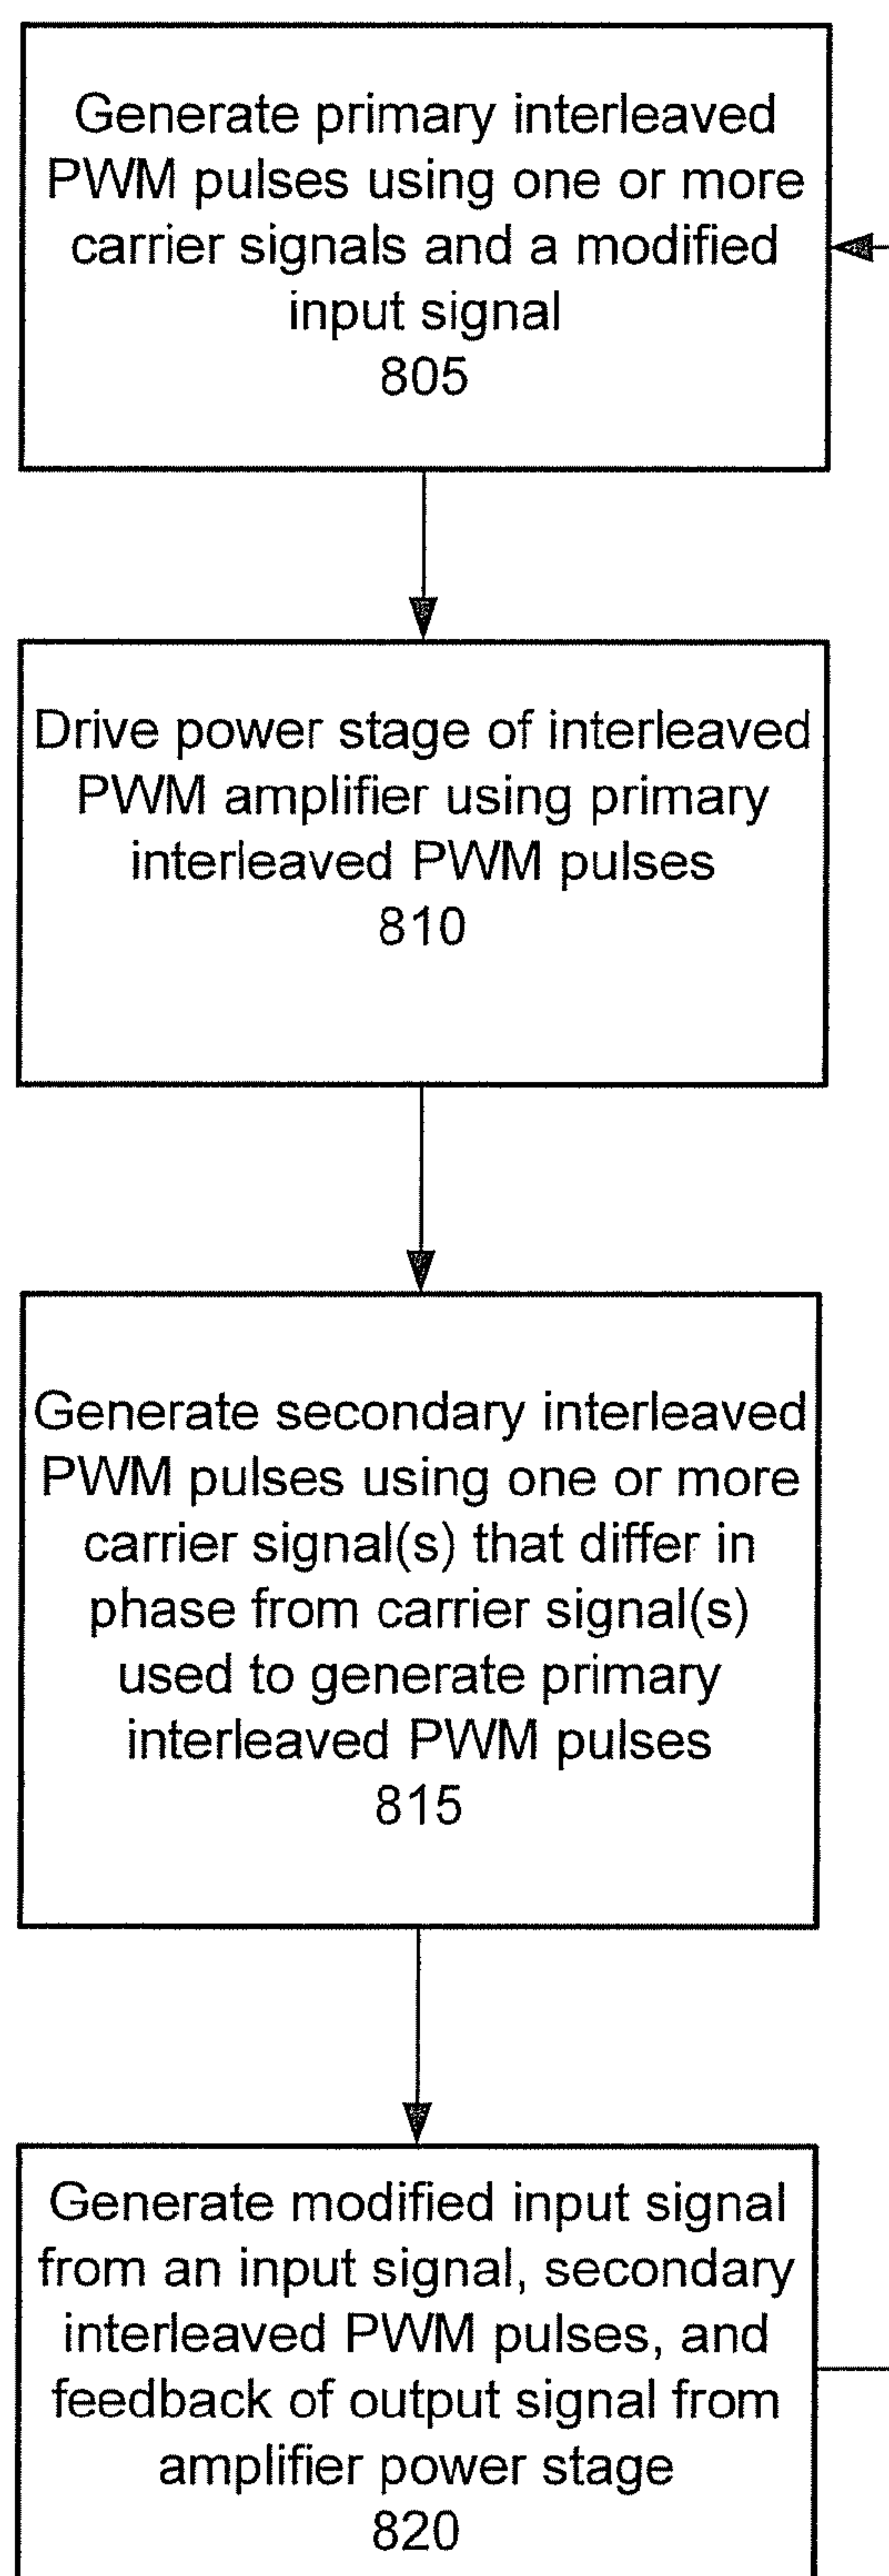 Generate primary interleaved
PWM pulses using one or more
carrier signals and a modified
input signal
805
Drive power stage of interleaved
PWM amplifier using primary
interleaved PWM pulses
810
Generate secondary interleaved
PWM pulses using one or more
carrier signal(s) that differ in
phase from carrier signal(s)
used to generate primary
interleaved PWM pulses
815
Generate modified input signal
from an input signal, secondary
interleaved PWM pulses, and
feedback of output signal from
amplifier power stage
820